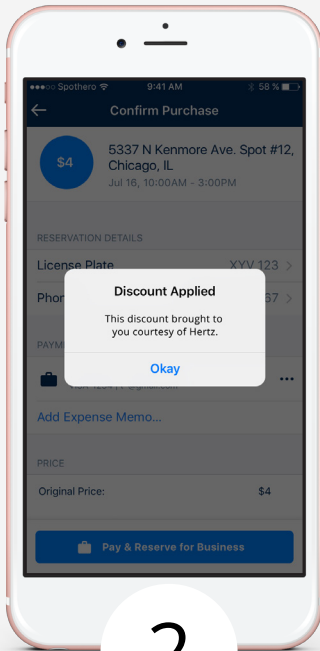 Spothero 9:41 AM 58 %
Confirm Purchase
$4
5337 N Kenmore Ave. Spot #12,
Chicago, IL
Jul 16, 10:00AM - 3:00PM
RESERVATION DETAILS
License Plate XYV 123
Discount Applied
This discount brought to
you courtesy of Hertz.
Okay
Add Expense Memo...
PRICE
Original Price: $4
Pay & Reserve for Business
2